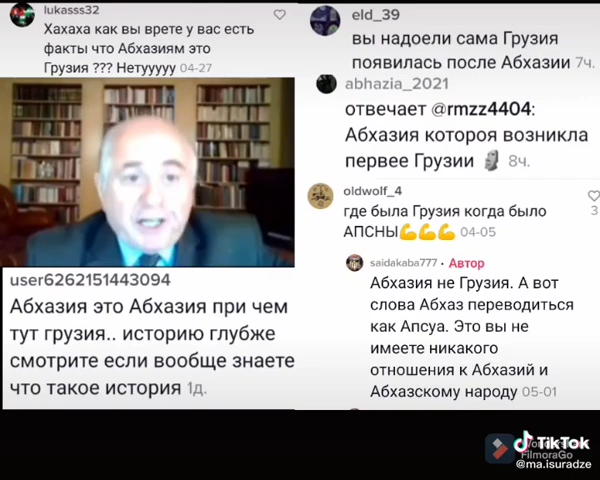 lukasss32
Хахаха как вы врете у вас есть
факты что Абхазиям это
Грузия ??? Нетууууу 04-27
user6262151443094
Абхазия это Абхазия при чем
тут грузия.. историю глубже
смотрите если вообще знаете
что такое история 1д.
eld_39
вы надоели сама Грузия
появилась после Абхазии 7ч.
abhazia_2021
отвечает @rmzz4404:
Абхазия котороя возникла
первее Грузии 🗿 8ч.
oldwolf_4
где была Грузия когда было
АПСНЫ💪💪💪 04-05
3
saidakaba777 · Автор
Абхазия не Грузия. А вот
слова Абхаз переводиться
как Апсуа. Это вы не
имеете никакого
отношения к Абхазий и
Абхазскому народу 05-01
TikTok
FilmoraGo
@ma.isuradze